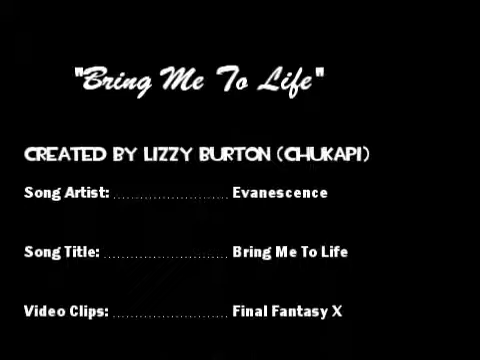 "Bring Me To Life"
CREATED BY LIZZY BURTON (CHUKAPI)
Song Artist: ......................... Evanescence
Song Title: ........................... Bring Me To Life
Video Clips: ......................... Final Fantasy X